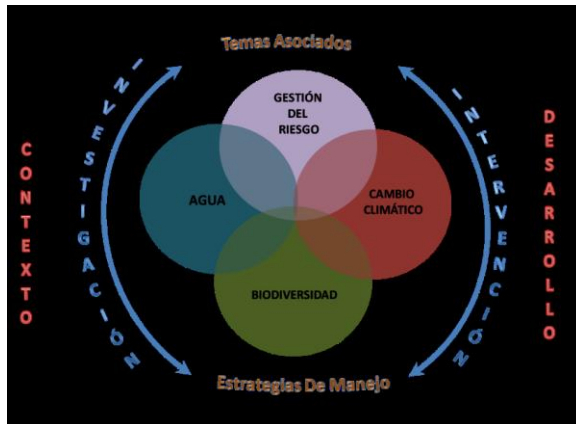 Temas Asociados
GESTIÓN
DEL
RIESGO
CONTEXTO
INVESTIGACIÓN
AGUA
CAMBIO
CLIMÁTICO
INTERVENCIÓN
DESARROLLO
BIODIVERSIDAD
Estrategias De Manejo